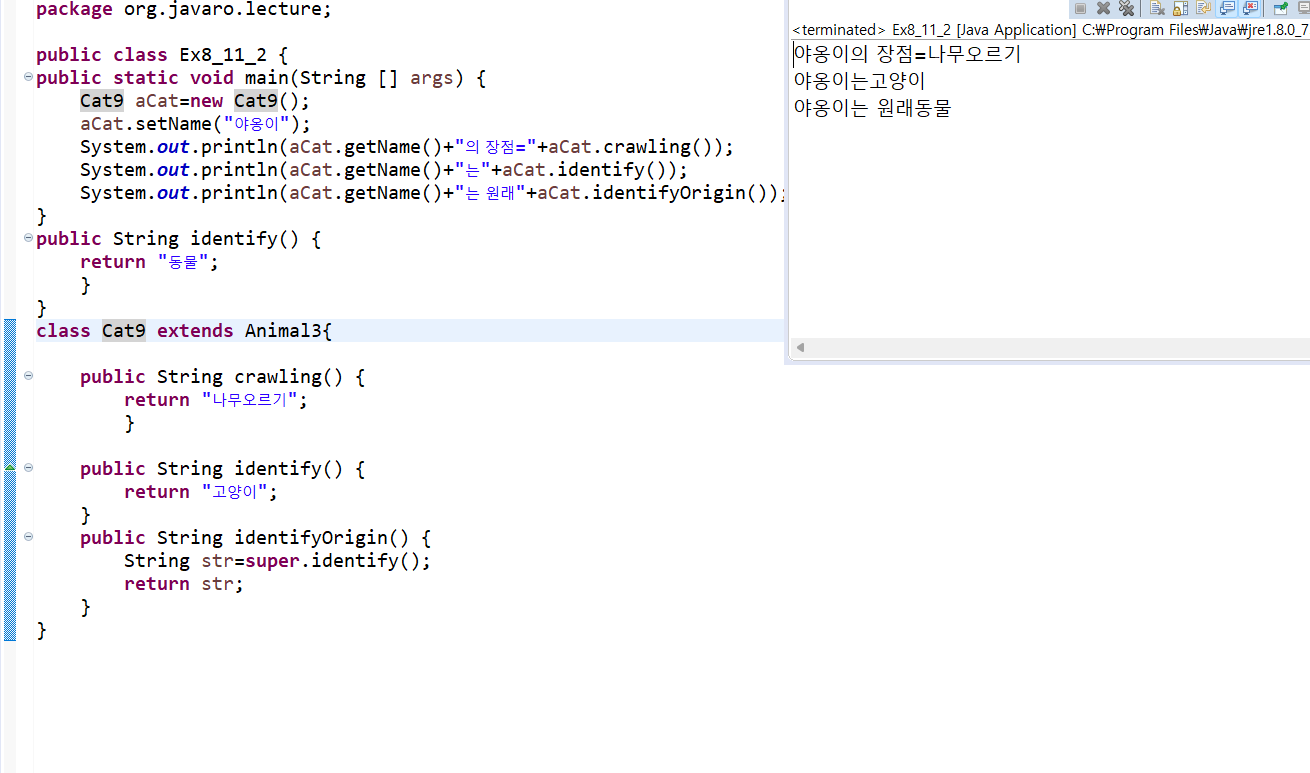 package org.javaro.lecture;
public class Ex8_11_2 {
public static void main(String [] args) {
Cat9 aCat=new Cat9();
aCat.setName("야옹이");
System.out.println(aCat.getName()+"의 장점="+aCat.crawling());
System.out.println(aCat.getName()+"는"+aCat.identify());
System.out.println(aCat.getName()+"는 원래"+aCat.identifyOrigin());
}
public String identify() {
return "동물";
}
}
class Cat9 extends Animal3{
public String crawling() {
return "나무오르기";
}
public String identify() {
return "고양이";
}
public String identifyOrigin() {
String str=super.identify();
return str;
}
}
<terminated> Ex8_11_2 [Java Application] C:₩Program Files₩Java₩jre1.8.0_7
야옹이의 장점=나무오르기
야옹이는고양이
야옹이는 원래동물